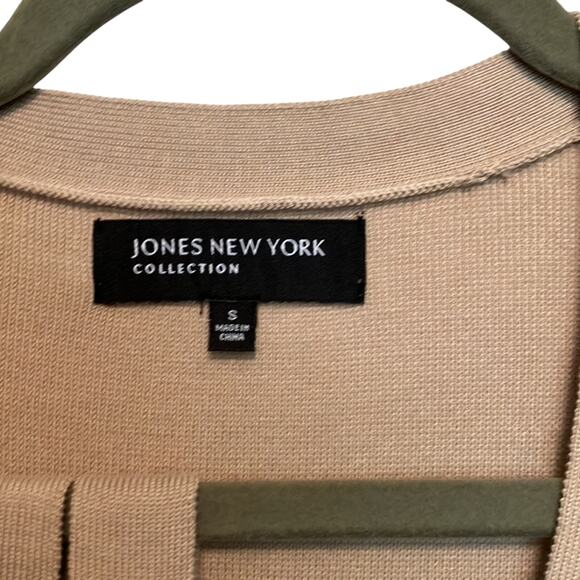 JONES NEW YORK
COLLECTION
S
MADE IN
CHINA